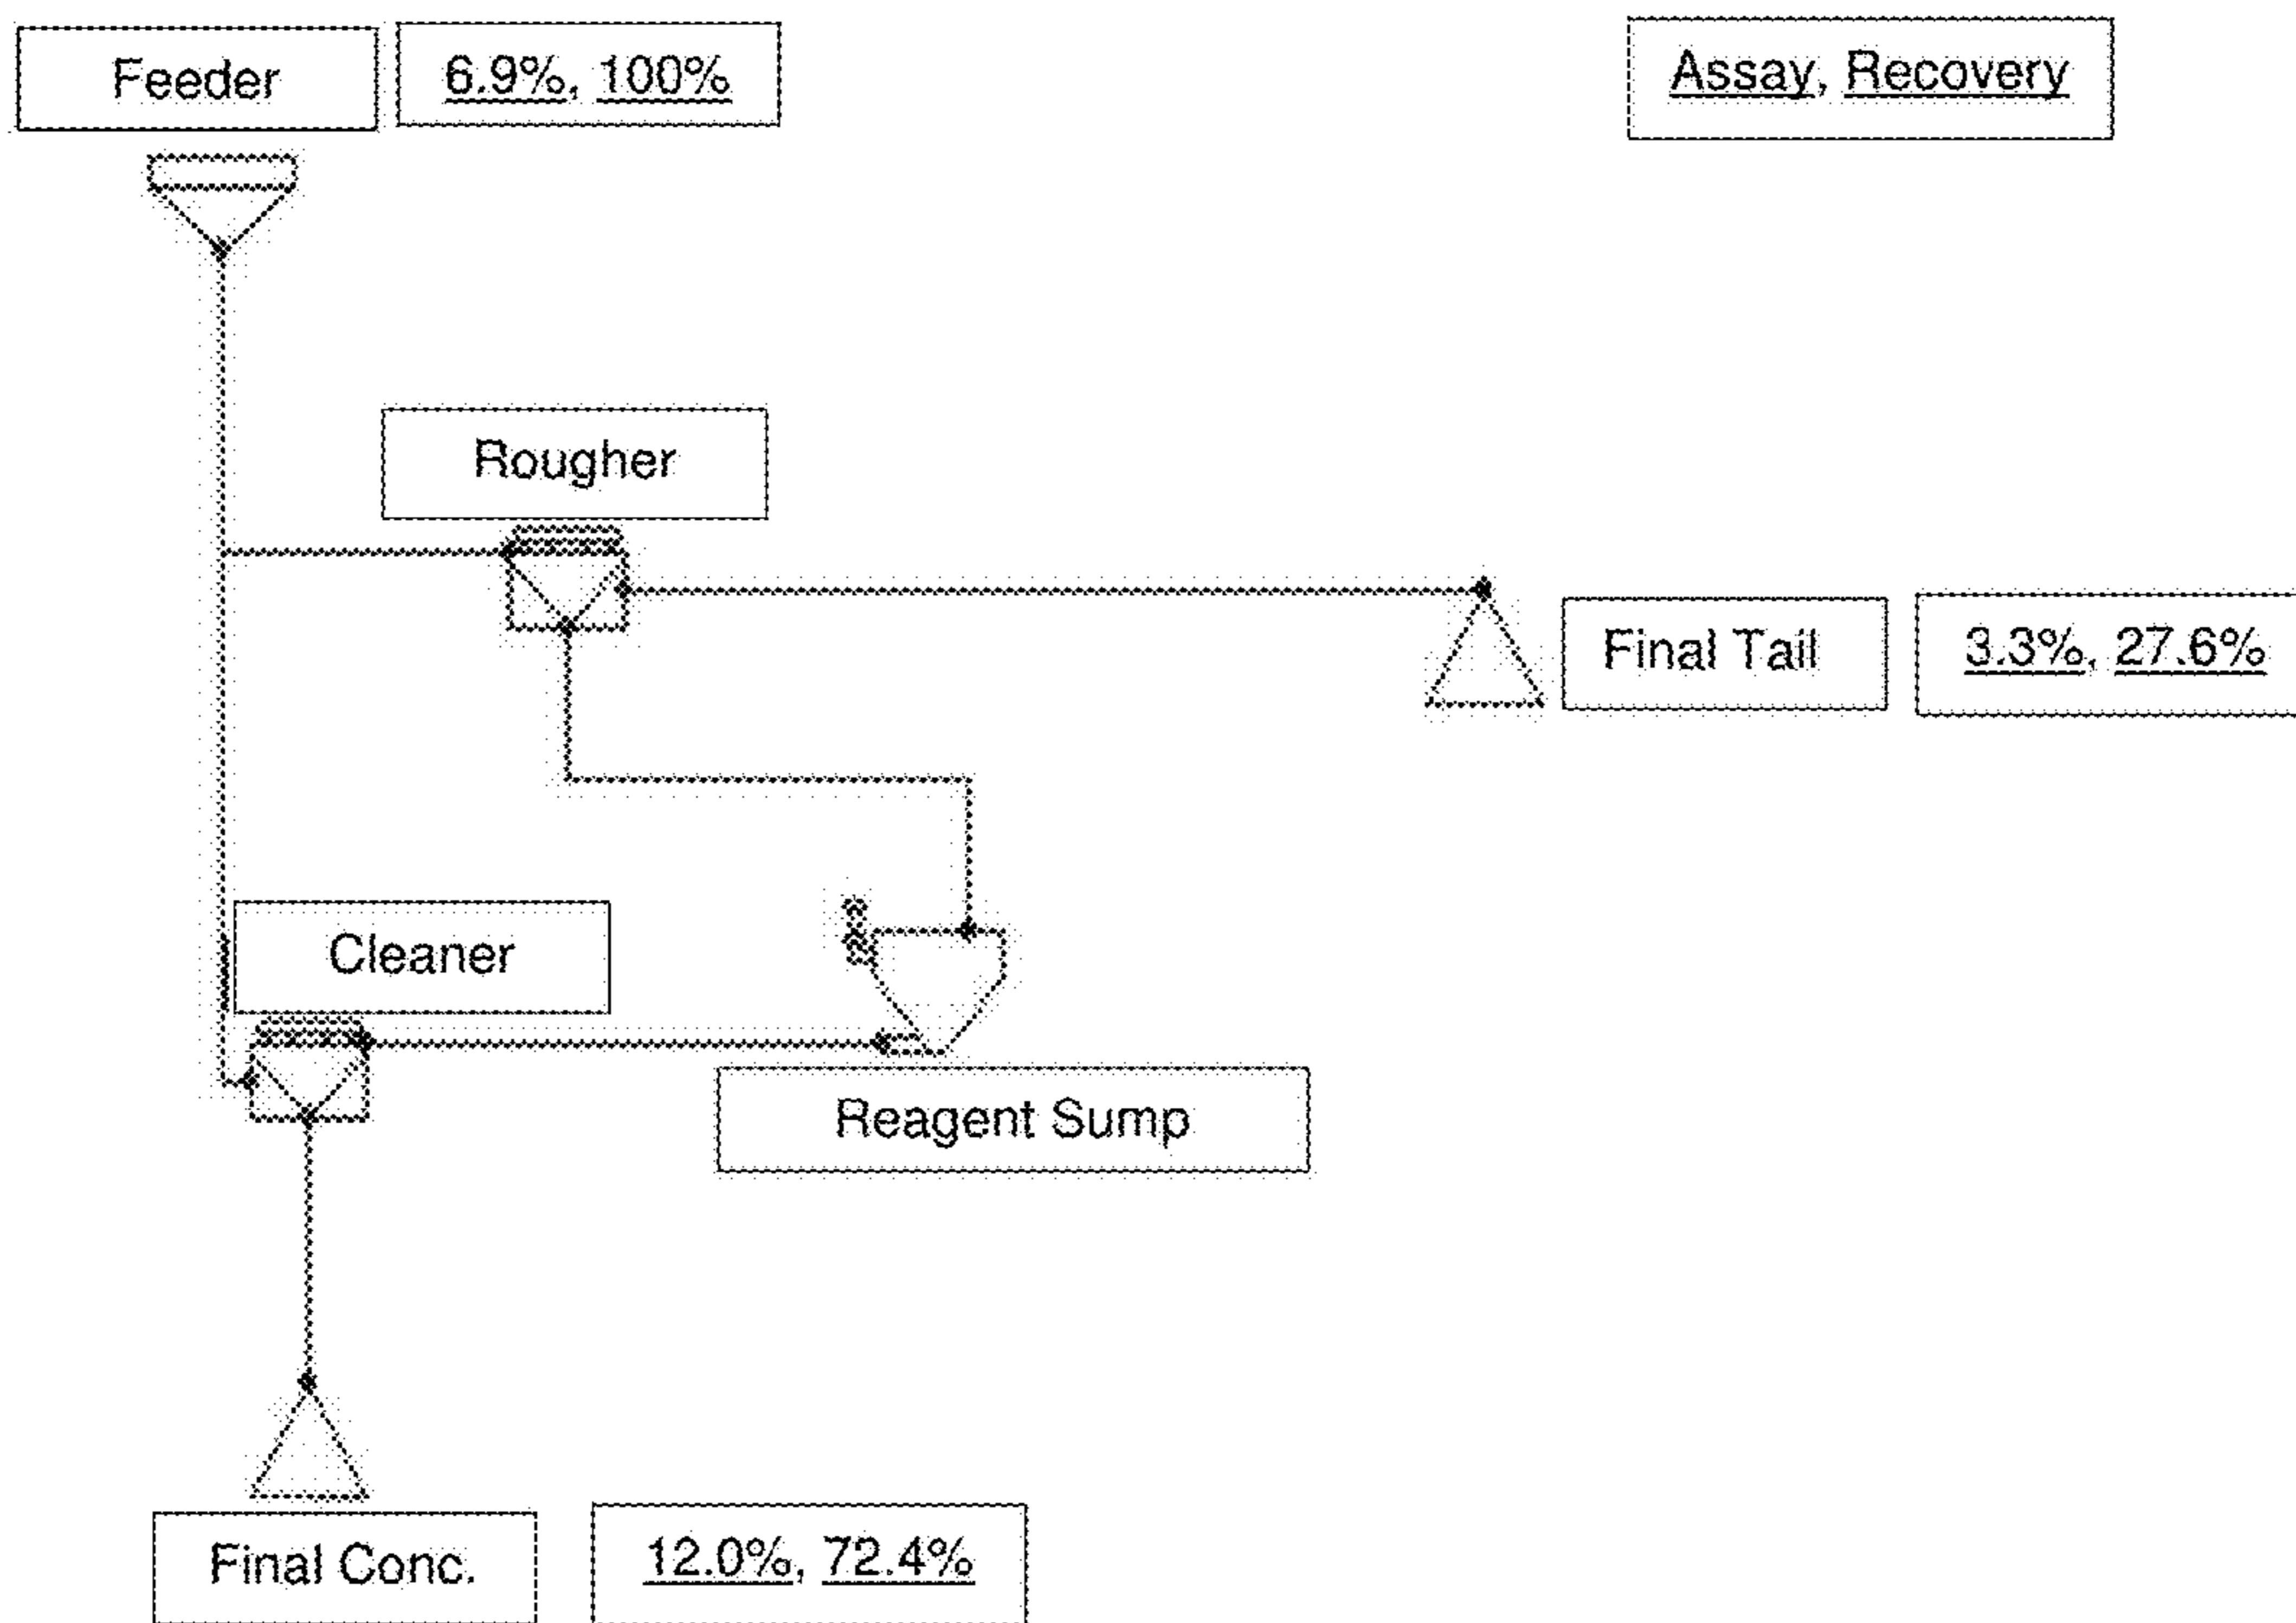 Feeder
6.9%, 100%
Assay, Recovery
Rougher
Final Tail
3.3%, 27.6%
Cleaner
Reagent Sump
Final Conc.
12.0%, 72.4%